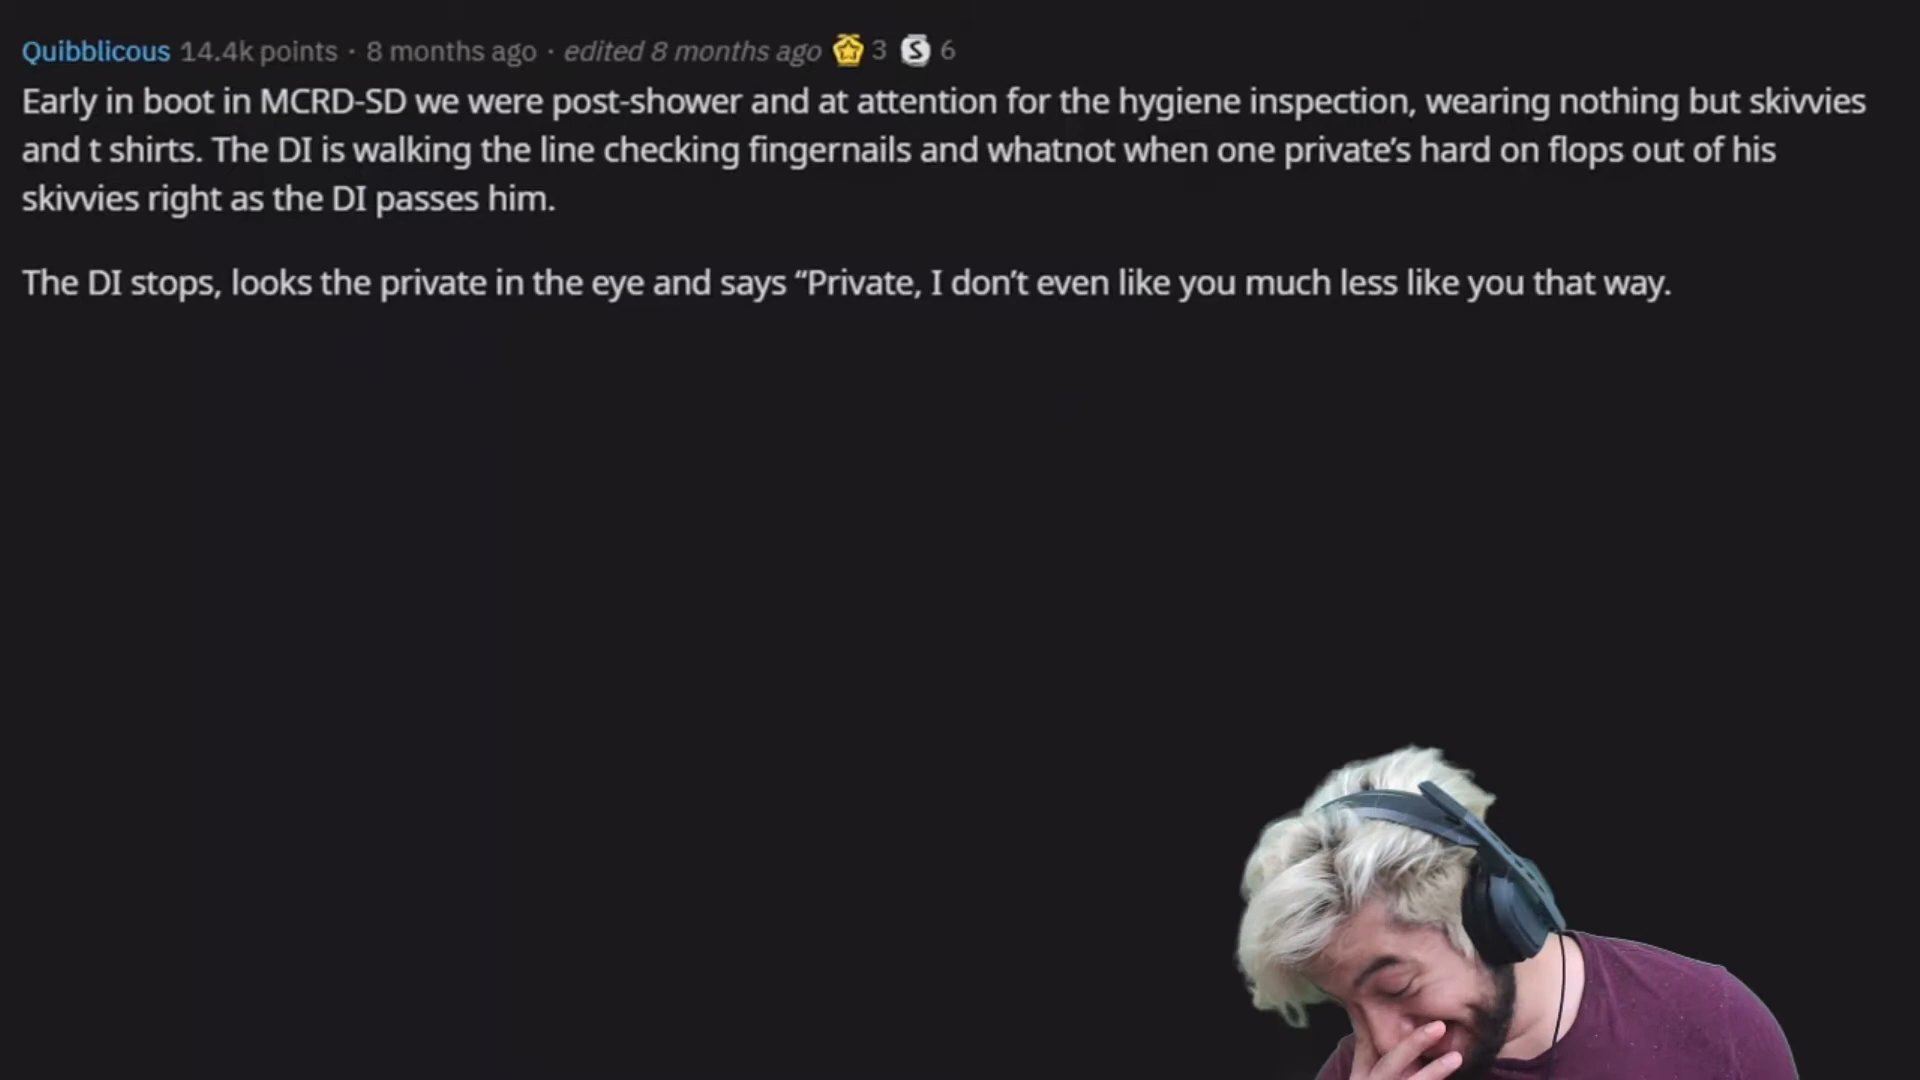 Quibblicous 14.4k points · 8 months ago · edited 8 months ago 3 S 6
Early in boot in MCRD-SD we were post-shower and at attention for the hygiene inspection, wearing nothing but skivvies
and t shirts. The DI is walking the line checking fingernails and whatnot when one private’s hard on flops out of his
skivvies right as the DI passes him.
The DI stops, looks the private in the eye and says “Private, I don’t even like you much less like you that way.